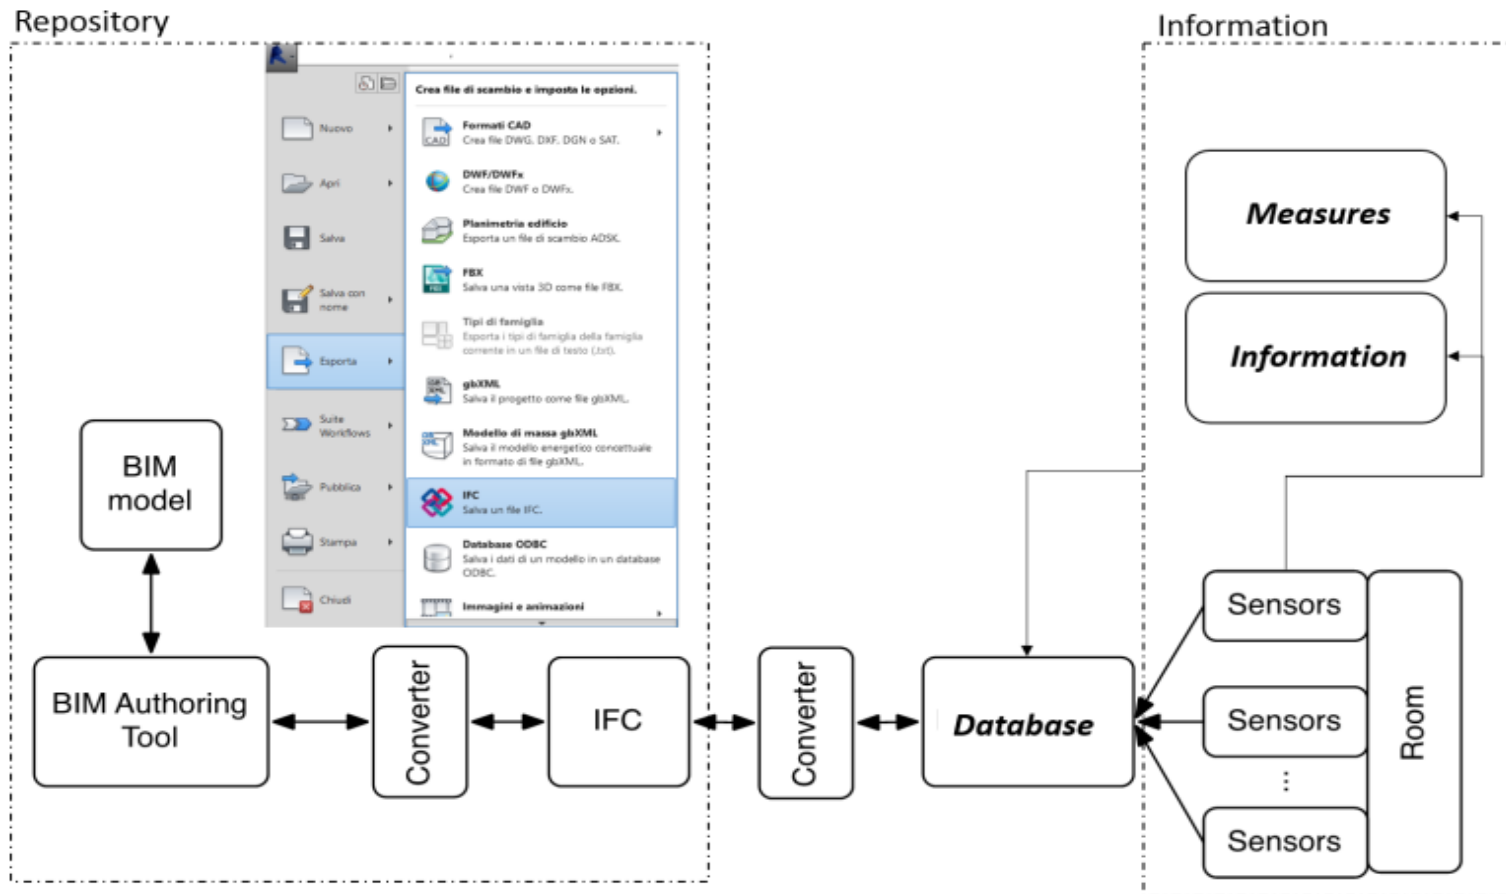 Repository
Information
Crea file di scambio e imposta le opzioni.
Nuovo
Apri
Salva
Salva con
nome
Esporta
Suite
Workflows
Pubblica
Stampa
Chiudi
CAD
Formati CAD
Crea file DWG, DXF, DGN o SAT.
DWF/DWFx
Crea file DWF o DWFx.
Planimetria edificio
Esporta un file di scambio ADSK.
FBX
FBX
Salva una vista 3D come file FBX.
Tipi di famiglia
Esporta i tipi di famiglia della famiglia
corrente in un file di testo (.txt).
gbXML
Salva il progetto come file gbXML.
Modello di massa gbXML
Salva il modello energetico concettuale
in formato di file gbXML.
IFC
Salva un file IFC.
Database ODBC
Salva i dati di un modello in un database
ODBC.
Immagini e animazioni
BIM
model
BIM Authoring
Tool
Converter
IFC
Converter
Database
Measures
Information
Sensors
Sensors
...
Sensors
Room